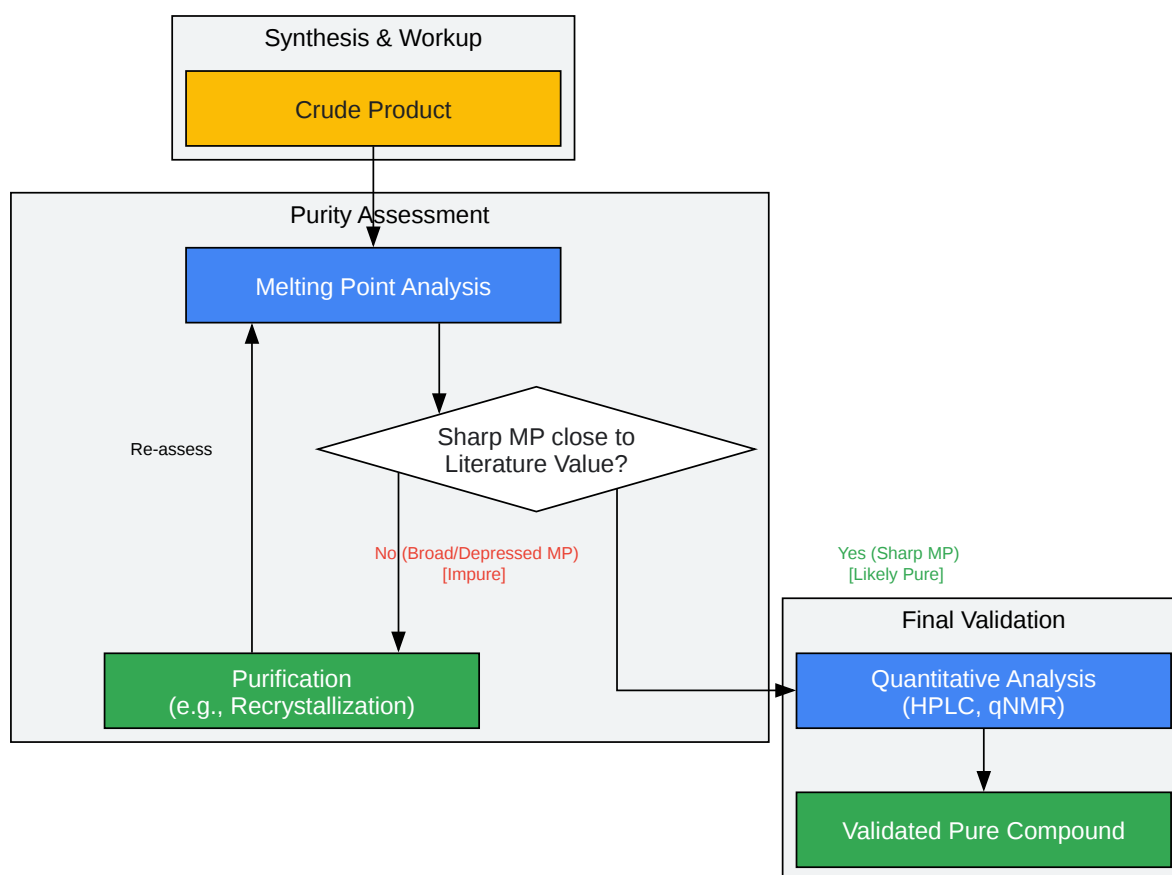 Synthesis & Workup
Crude Product
Purity Assessment
Melting Point Analysis
Sharp MP close to
Literature Value?
Re-assess
No (Broad/Depressed MP)
[Impure]
Yes (Sharp MP)
[Likely Pure]
Final Validation
Purification
(e.g., Recrystallization)
Quantitative Analysis
(HPLC, qNMR)
Validated Pure Compound